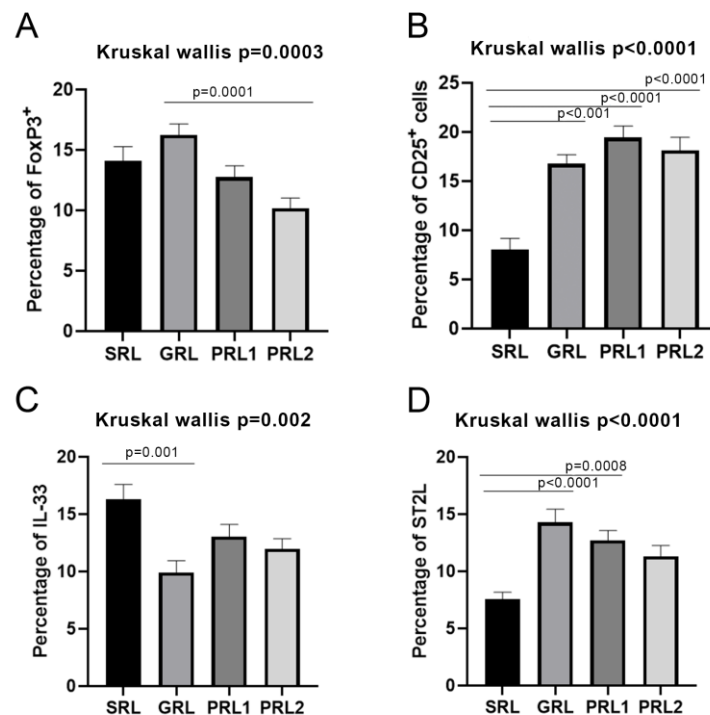 A
Kruskal wallis p=0.0003
Percentage of FoxP3⁺
20
15
10
5
0
p=0.0001
SRL GRL PRL1 PRL2
B
Kruskal wallis p<0.0001
Percentage of CD25⁺ cells
25
20
15
10
5
0
p<0.0001
p<0.0001
p<0.001
SRL GRL PRL1 PRL2
C
Kruskal wallis p=0.002
Percentage of IL-33
20
15
10
5
0
p=0.001
SRL GRL PRL1 PRL2
D
Kruskal wallis p<0.0001
Percentage of ST2L
20
15
10
5
0
p=0.0008
p<0.0001
SRL GRL PRL1 PRL2